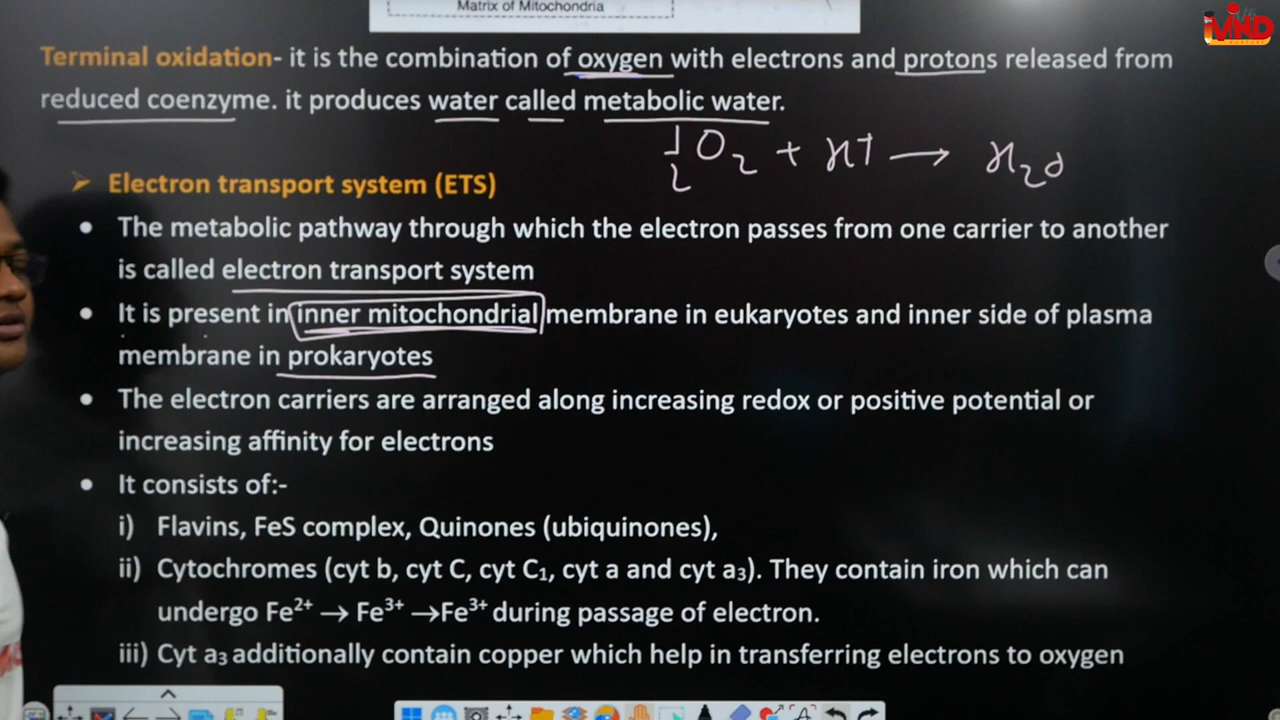 Matrix of Mitochondria
iVIND
Terminal oxidation- it is the combination of oxygen with electrons and protons released from
reduced coenzyme. it produces water called metabolic water.
1/2 O2 + H+ → H2O
➤ Electron transport system (ETS)
• The metabolic pathway through which the electron passes from one carrier to another
is called electron transport system
• It is present in inner mitochondrial membrane in eukaryotes and inner side of plasma
membrane in prokaryotes
• The electron carriers are arranged along increasing redox or positive potential or
increasing affinity for electrons
• It consists of:-
i) Flavins, FeS complex, Quinones (ubiquinones),
ii) Cytochromes (cyt b, cyt C, cyt C₁, cyt a and cyt a₃). They contain iron which can
undergo Fe²⁺ → Fe³⁺ →Fe³⁺ during passage of electron.
iii) Cyt a₃ additionally contain copper which help in transferring electrons to oxygen